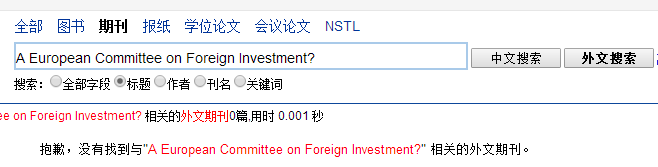 全部 图书 期刊 报纸 学位论文 会议论文 NSTL
A European Committee on Foreign Investment? 中文搜索 外文搜索
搜索: 全部字段 标题 作者 刊名 关键词
ee on Foreign Investment? 相关的外文期刊0篇,用时 0.001 秒
抱歉，没有找到与"A European Committee on Foreign Investment?" 相关的外文期刊。